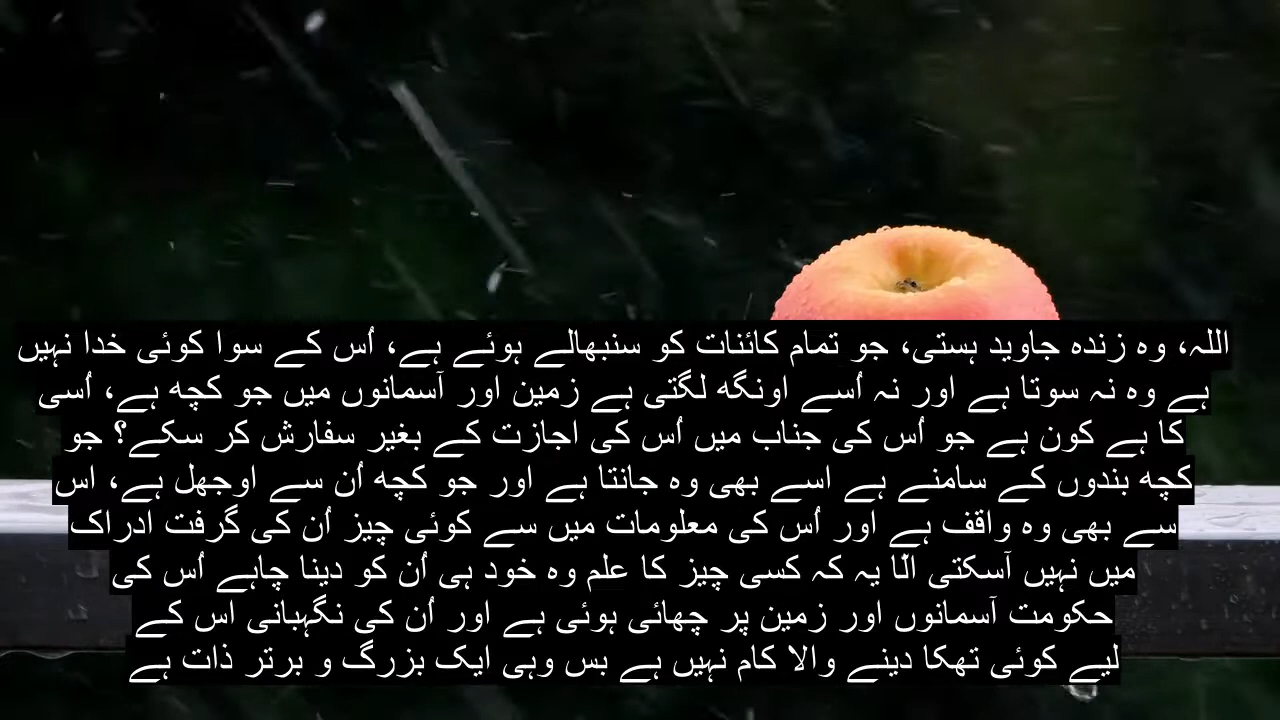 اللہ، وہ زندہ جاوید ہستی، جو تمام کائنات کو سنبھالے ہوئے ہے، اُس کے سوا کوئی خدا نہیں
ہے وہ نہ سوتا ہے اور نہ اُسے اونگھ لگتی ہے زمین اور آسمانوں میں جو کچھ ہے، اُسی
کا ہے کون ہے جو اُس کی جناب میں اُس کی اجازت کے بغیر سفارش کر سکے؟ جو
کچھ بندوں کے سامنے ہے اسے بھی وہ جانتا ہے اور جو کچھ اُن سے اوجھل ہے، اس
سے بھی وہ واقف ہے اور اُس کی معلومات میں سے کوئی چیز اُن کی گرفت ادراک
میں نہیں آسکتی الّا یہ کہ کسی چیز کا علم وہ خود ہی اُن کو دینا چاہے اُس کی
حکومت آسمانوں اور زمین پر چھائی ہوئی ہے اور اُن کی نگہبانی اس کے
لیے کوئی تھکا دینے والا کام نہیں ہے بس وہی ایک بزرگ و برتر ذات ہے